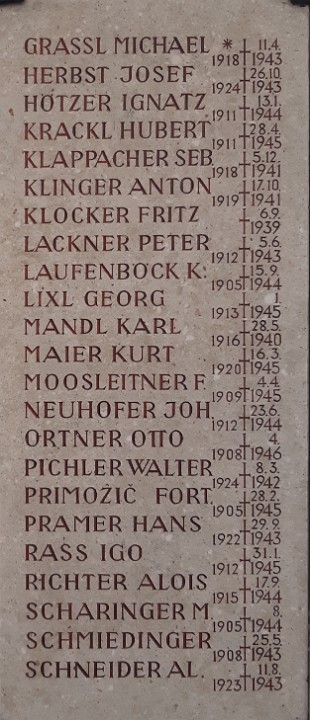 GRASSL MICHAEL * 11.4.
1918 † 1943
HERBST JOSEF 26.10.
1924 † 1943
HÖTZER IGNATZ 13.1.
1911 † 1944
KRACKL HUBERT 28.4.
1911 † 1945
KLAPPACHER SEB. 5.12.
1918 † 1941
KLINGER ANTON 17.10.
1919 † 1941
KLOCKER FRITZ 6.9.
† 1939
LACKNER PETER 5.6.
1912 † 1943
LAUFENBÖCK K. 15.9.
1905 † 1944
LIXL GEORG 1.
1913 † 1945
MANDL KARL 28.5.
1916 † 1940
MAIER KURT 16.3.
1920 † 1945
MOOSLEITNER F. 4.4.
1909 † 1945
NEUHOFER JOH. 23.6.
1912 † 1944
ORTNER OTTO 4.
1908 † 1946
PICHLER WALTER 8.3.
1924 † 1942
PRIMOŽIČ FORT. 28.2.
1905 † 1945
PRAMER HANS 29.9.
1922 † 1943
RASS IGO 31.1.
1912 † 1945
RICHTER ALOIS 17.9.
1915 † 1944
SCHARINGER M. 8.
1905 † 1944
SCHMIEDINGER 25.5.
1908 † 1943
SCHNEIDER AL. 11.8.
1923 † 1943